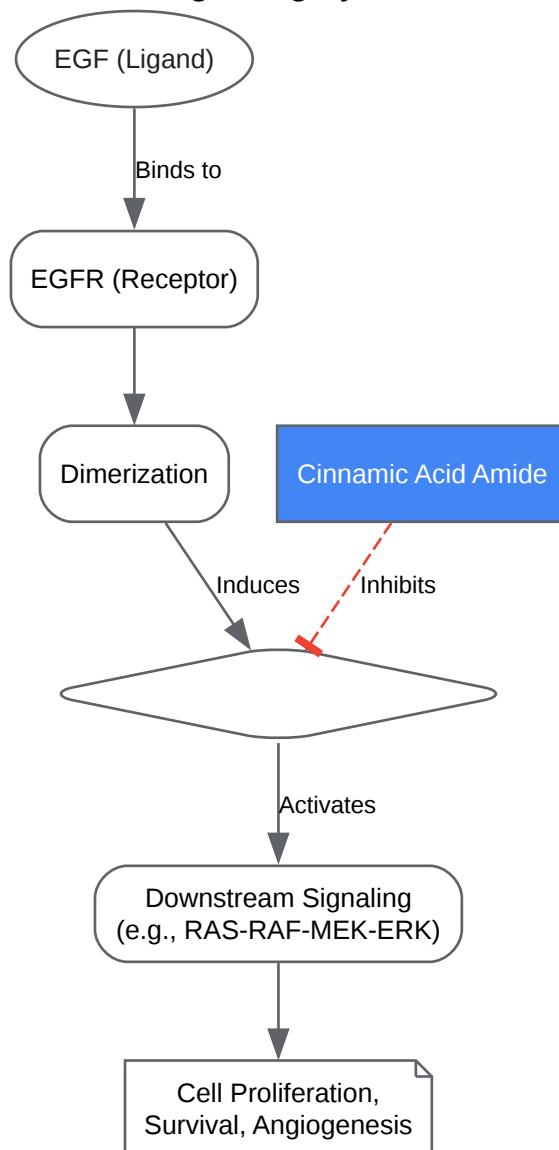 EGF (Ligand)
Binds to
EGFR (Receptor)
Dimerization
Cinnamic Acid Amide
Induces
Inhibits
Activates
Downstream Signaling
(e.g., RAS-RAF-MEK-ERK)
Cell Proliferation,
Survival, Angiogenesis